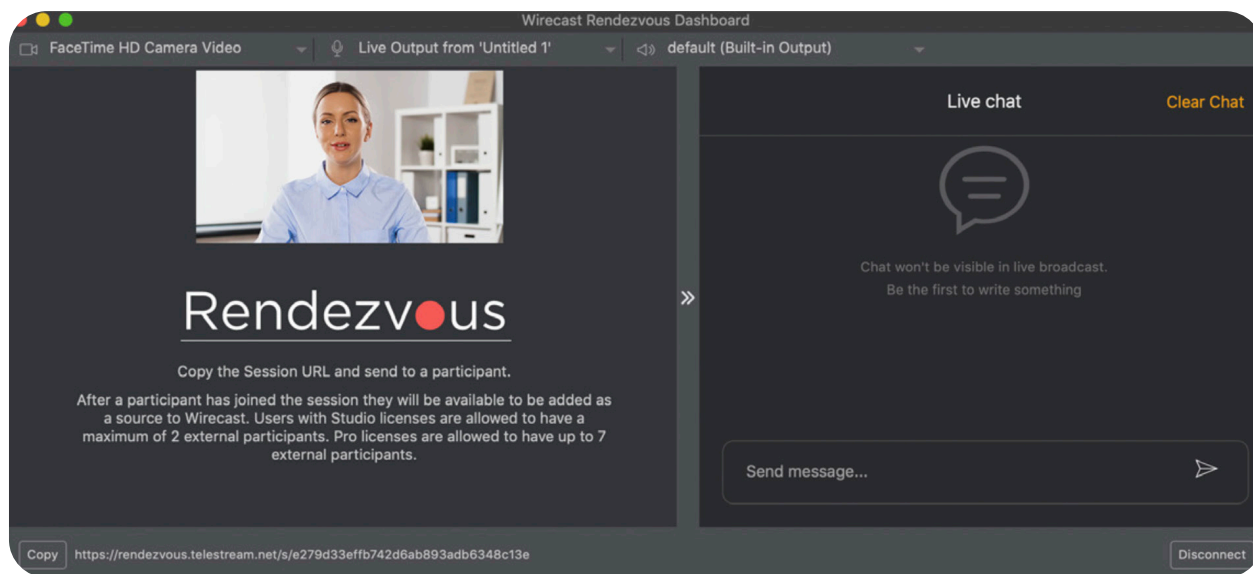 Wirecast Rendezvous Dashboard
FaceTime HD Camera Video
Live Output from 'Untitled 1'
default (Built-in Output)
Rendezvous
Copy the Session URL and send to a participant.
After a participant has joined the session they will be available to be added as
a source to Wirecast. Users with Studio licenses are allowed to have a
maximum of 2 external participants. Pro licenses are allowed to have up to 7
external participants.
Live chat
Clear Chat
Chat won't be visible in live broadcast.
Be the first to write something
Send message...
Copy
https://rendezvous.telestream.net/s/e279d33effb742d6ab893adb6348c13e
Disconnect